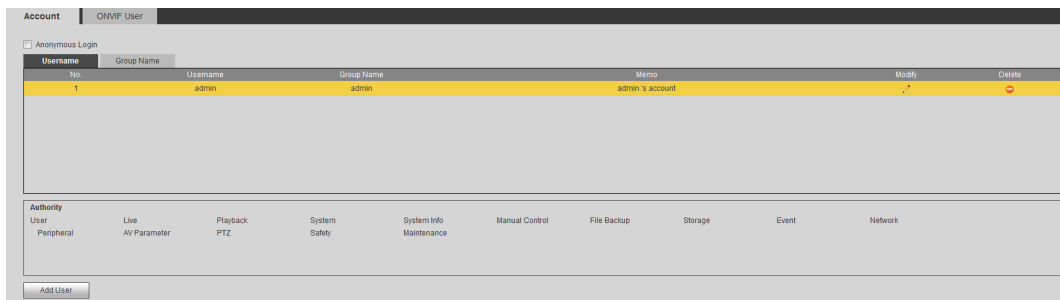 Account ONVIF User
Anonymous Login
Username Group Name
No. Username Group Name Memo Modify Delete
1 admin admin admin 's account
Authority
User Live Playback System System Info Manual Control File Backup Storage Event Network
Peripheral AV Parameter PTZ Safety Maintenance
Add User